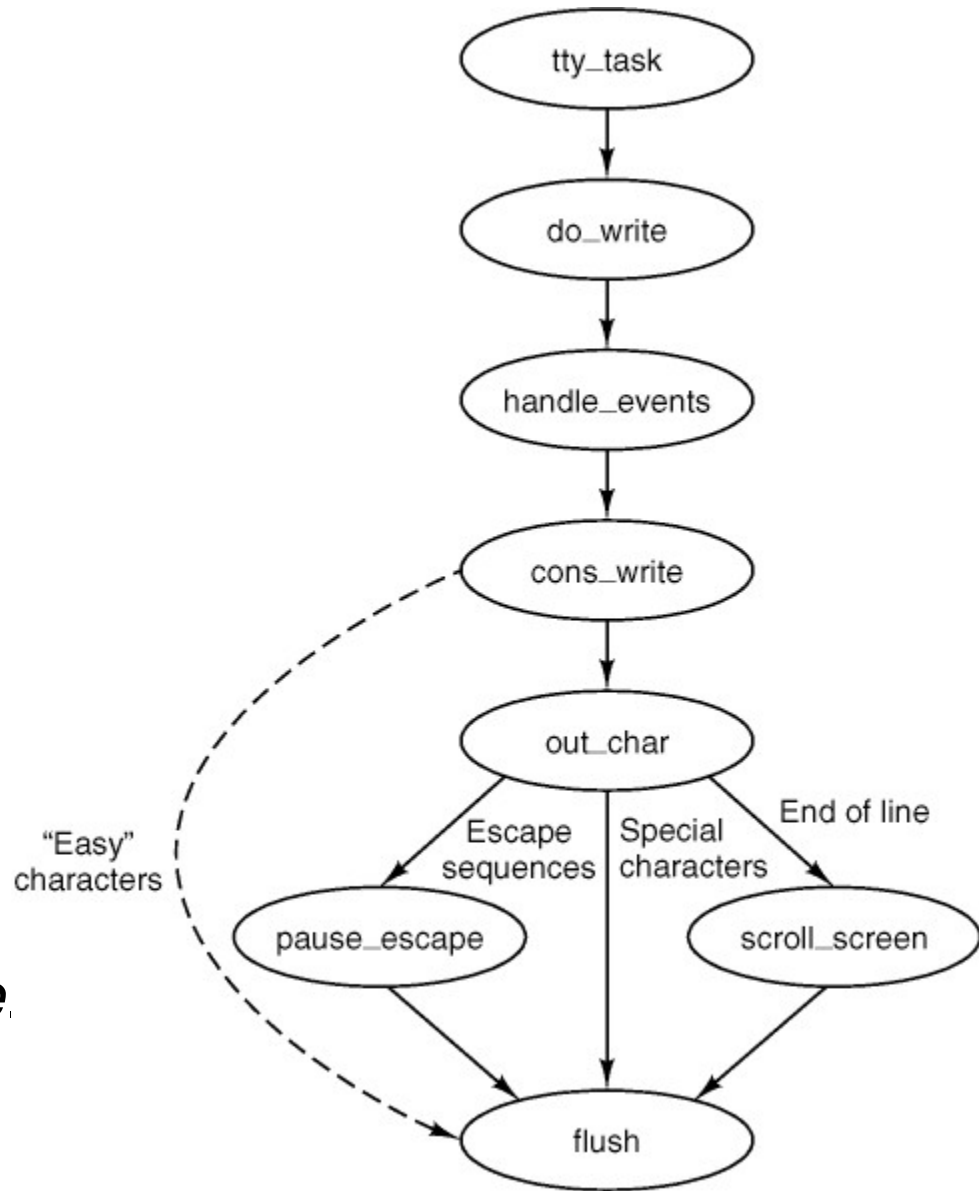 tty_task
do_write
handle_events
cons_write
out_char
End of line
Escape
sequences
Special
characters
“Easy”
characters
pause_escape
scroll_screen
e
flush